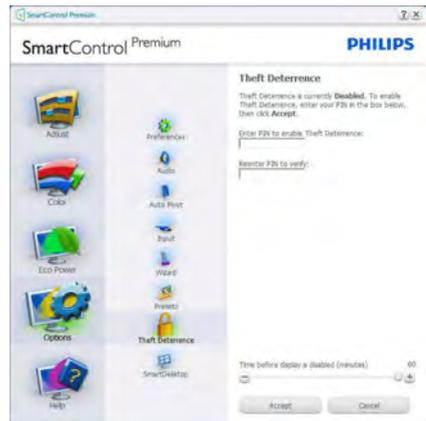 SmartControl Premium
? X
SmartControl Premium
PHILIPS
Adjust
Color
Eco Power
Options
Help
Preferences
Audio
Auto Pivot
Input
Wizard
Presets
Theft Deterrence
SmartDesktop
Theft Deterrence
Theft Deterrence is currently Disabled. To enable
Theft Deterrence, enter your PIN in the box below,
then click Accept.
Enter PIN to enable Theft Deterrence:
Reenter PIN to verify:
Time before display is disabled (minutes) 60
Accept Cancel